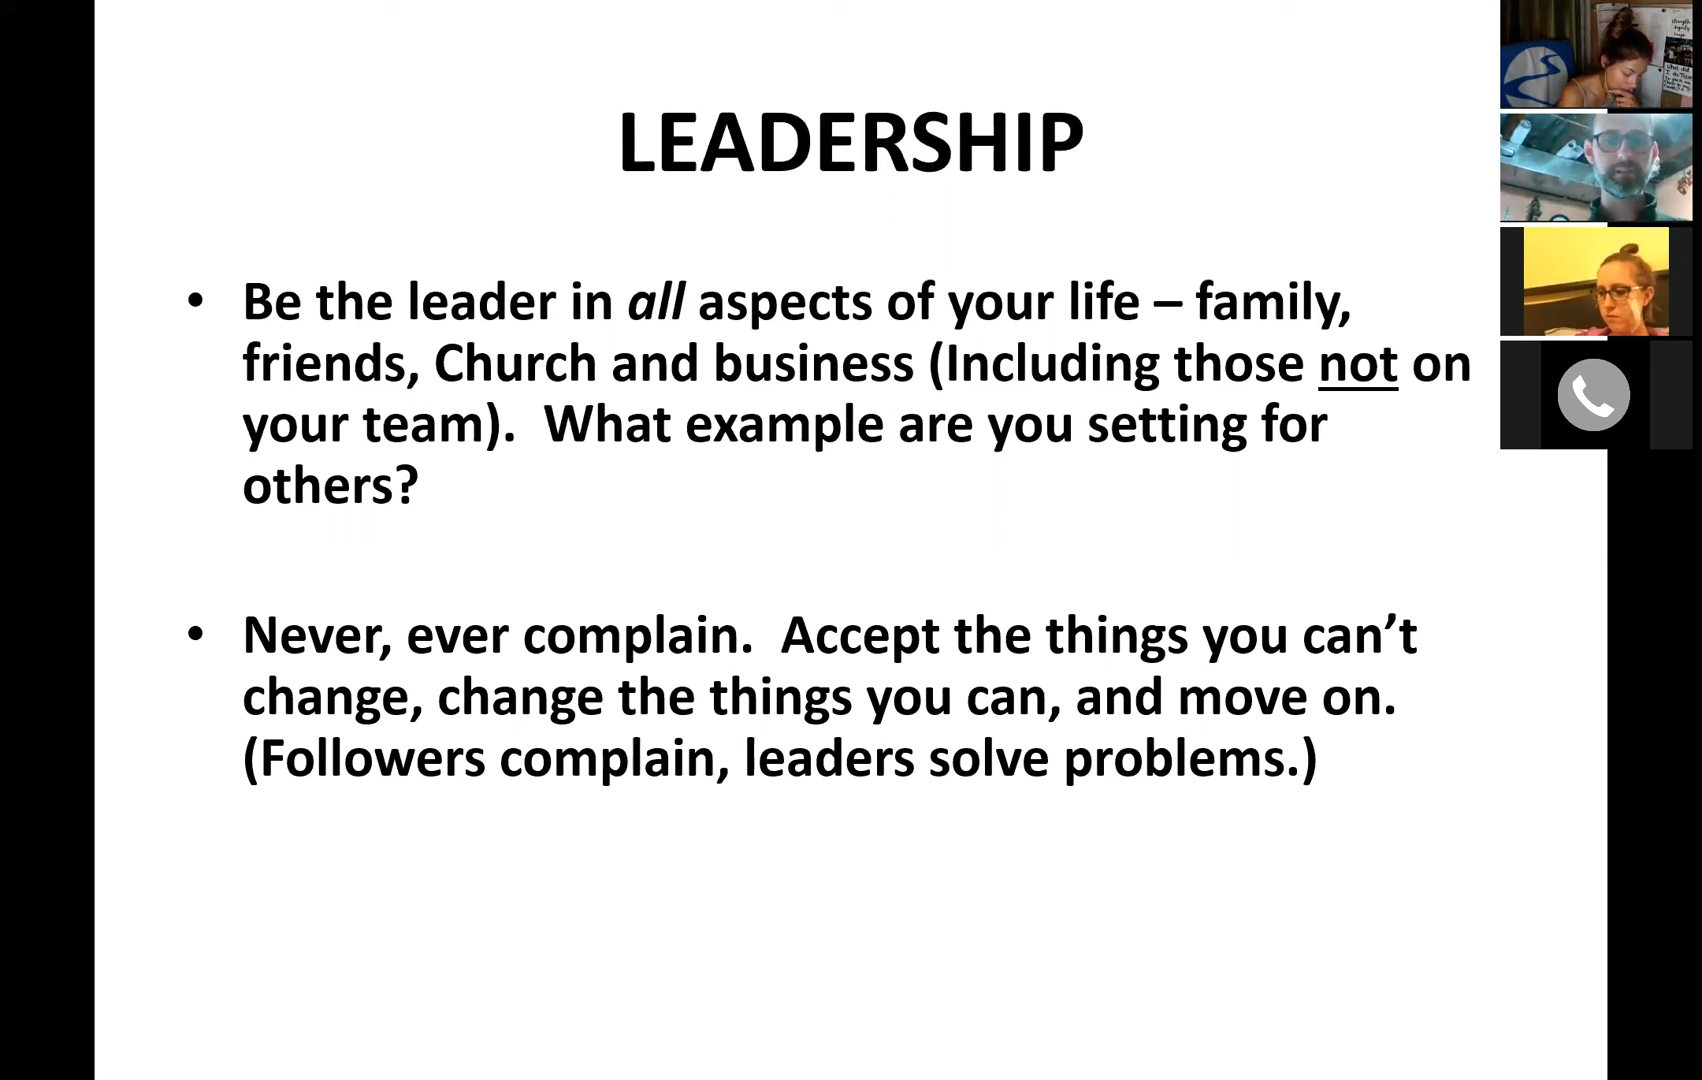 LEADERSHIP
• Be the leader in all aspects of your life – family,
friends, Church and business (Including those not on
your team).  What example are you setting for
others?
• Never, ever complain.  Accept the things you can’t
change, change the things you can, and move on.
(Followers complain, leaders solve problems.)